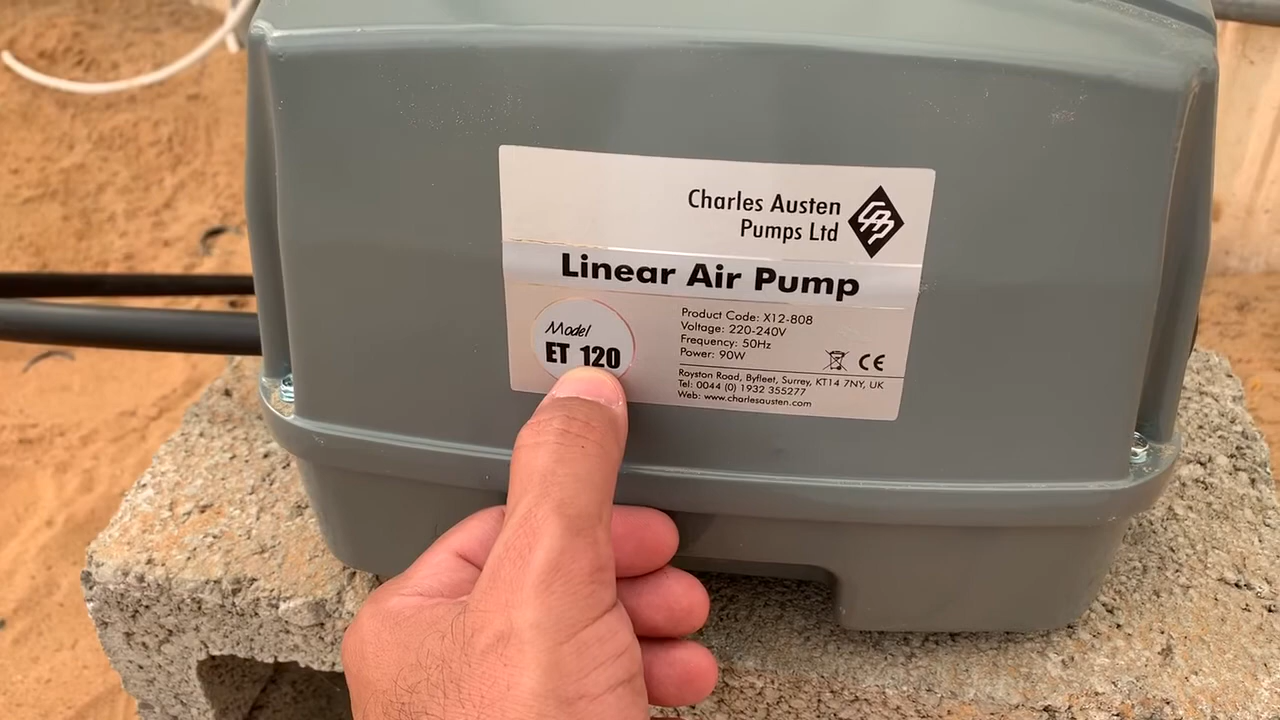 Charles Austen
Pumps Ltd
CAP
Linear Air Pump
Model
ET 120
Product Code: X12-808
Voltage: 220-240V
Frequency: 50Hz
Power: 90W
CE
Royston Road, Byfleet, Surrey, KT14 7NY, UK
Tel: 0044 (0) 1932 355277
Web: www.charlesausten.com